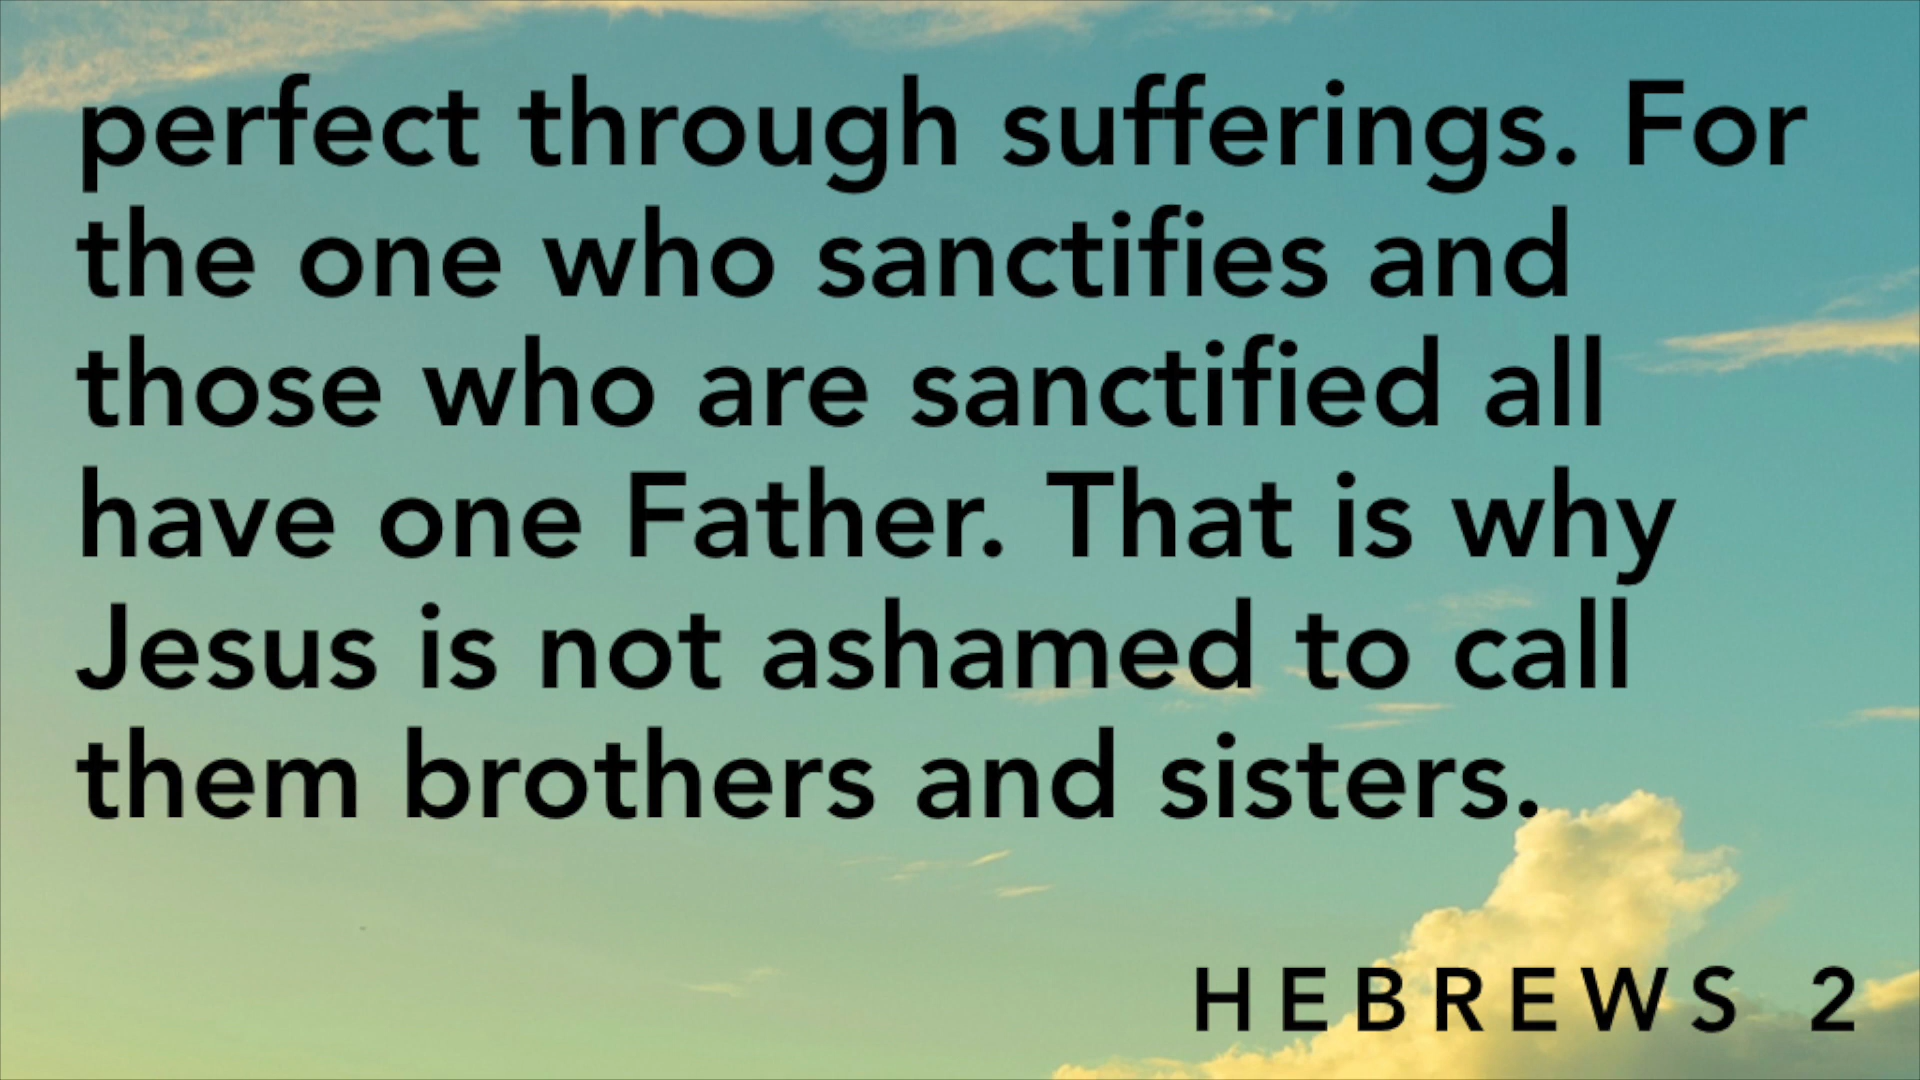 perfect through sufferings. For
the one who sanctifies and
those who are sanctified all
have one Father. That is why
Jesus is not ashamed to call
them brothers and sisters.
HEBREWS 2